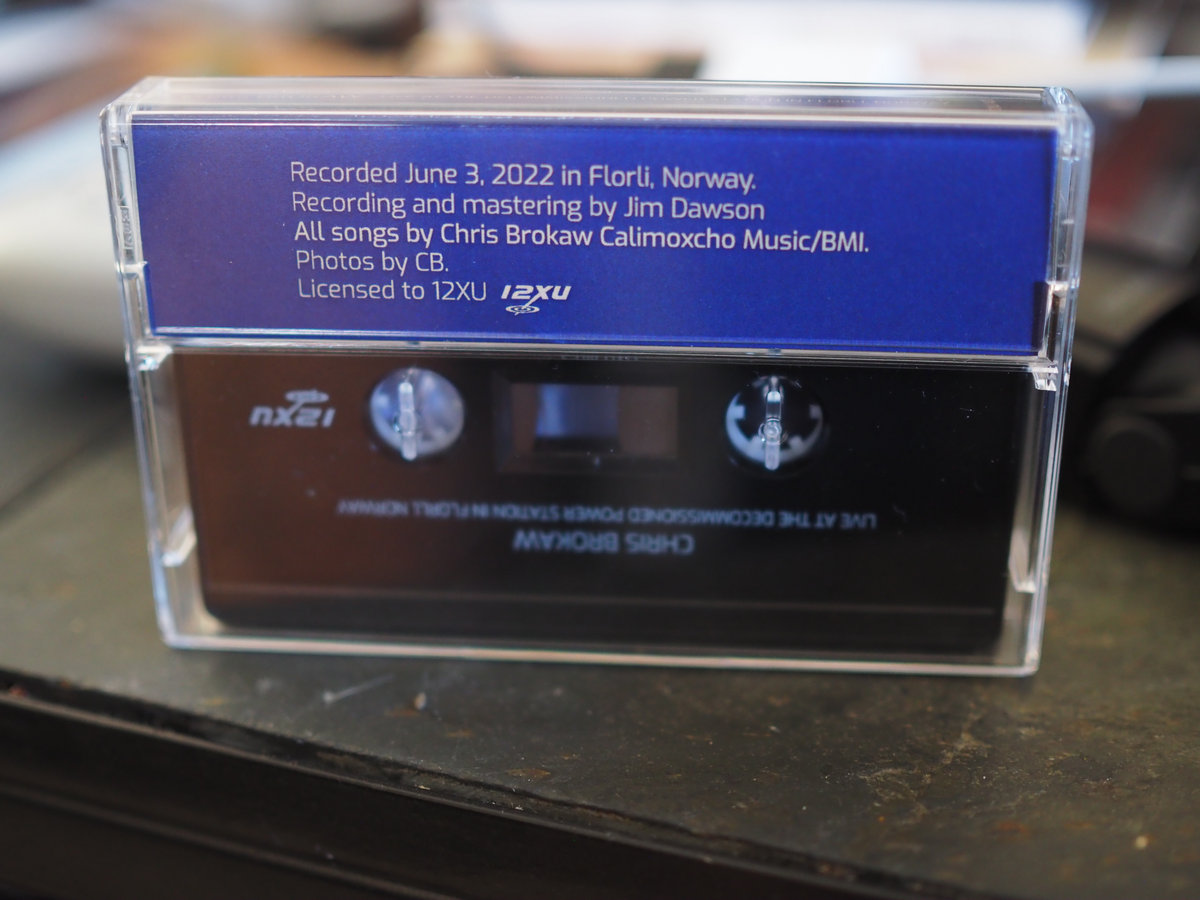 Recorded June 3, 2022 in Florli, Norway.
Recording and mastering by Jim Dawson
All songs by Chris Brokaw Calimoxcho Music/BMI.
Photos by CB.
Licensed to 12XU 12XU
12XU
CHRIS BROKAW
LIVE AT THE DECOMMISSIONED POWER STATION IN FLORLI, NORWAY